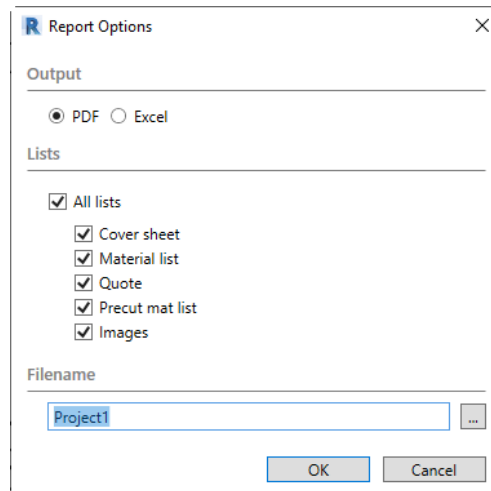 R Report Options
Output
PDF Excel
Lists
All lists
Cover sheet
Material list
Quote
Precut mat list
Images
Filename
Project1 ...
OK Cancel